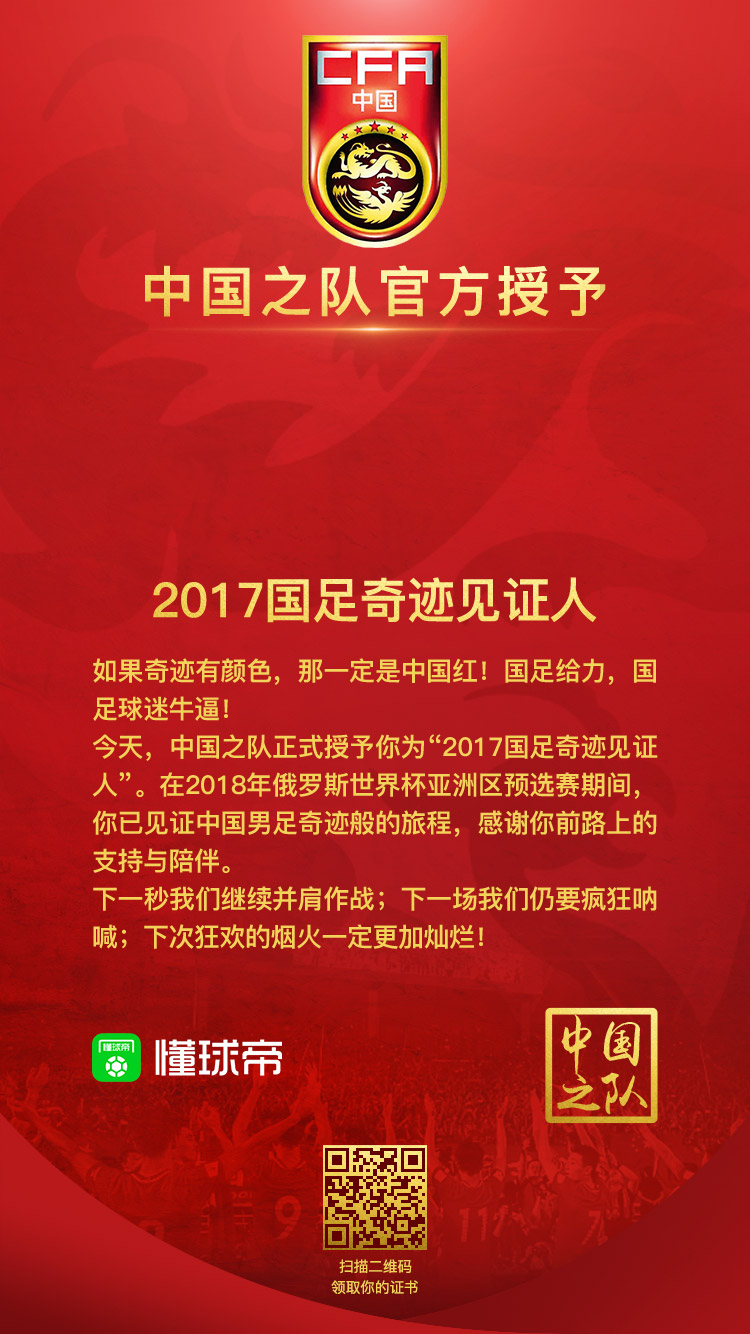 CFA
中国
中国之队官方授予
2017国足奇迹见证人
如果奇迹有颜色，那一定是中国红！国足给力，国
足球迷牛逼！
今天，中国之队正式授予你为“2017国足奇迹见证
人”。在2018年俄罗斯世界杯亚洲区预选赛期间，
你已见证中国男足奇迹般的旅程，感谢你前路上的
支持与陪伴。
下一秒我们继续并肩作战；下一场我们仍要疯狂呐
喊；下次狂欢的烟火一定更加灿烂！
懂球帝
懂球帝
中国
之队
9
11
7
扫描二维码
领取你的证书